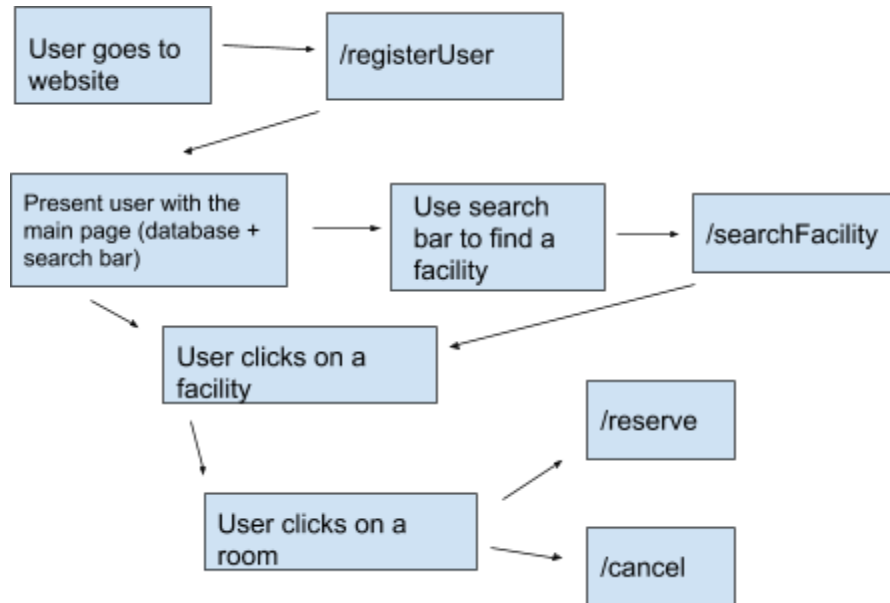 User goes to
website
/registerUser
Present user with the
main page (database +
search bar)
Use search
bar to find a
facility
/searchFacility
User clicks on a
facility
/reserve
User clicks on a
room
/cancel